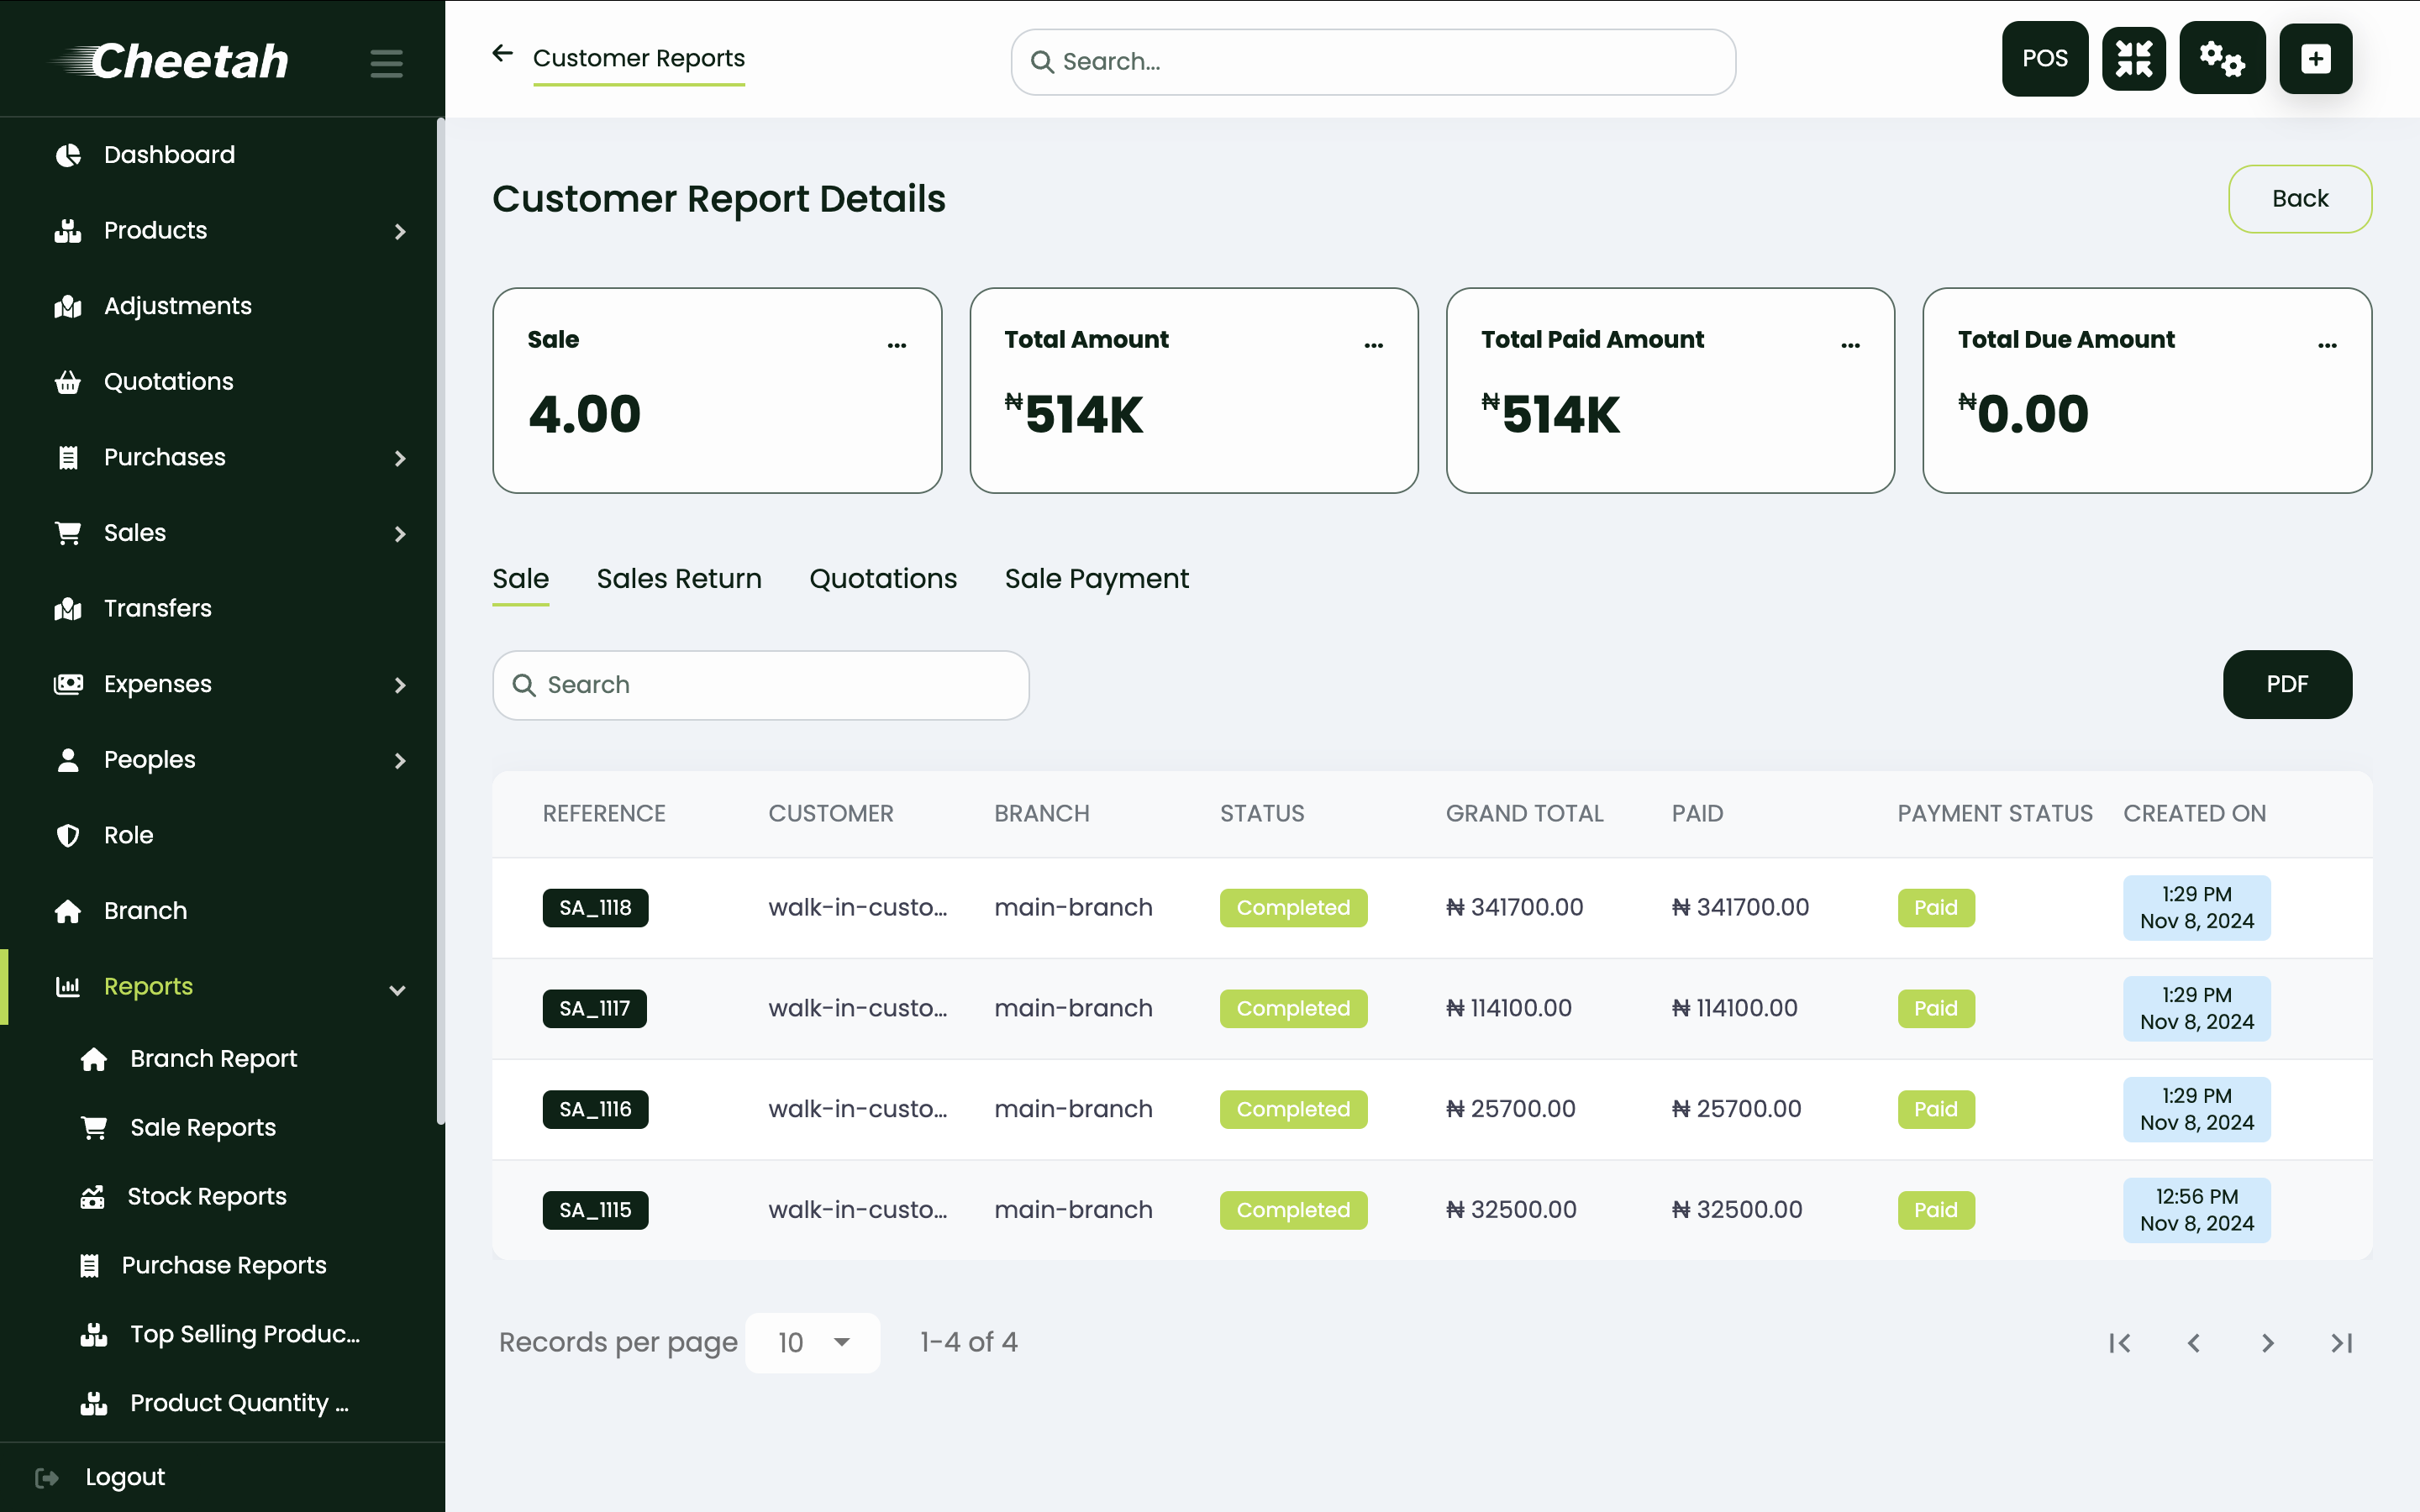 Cheetah
Dashboard
Products
Adjustments
Quotations
Purchases
Sales
Transfers
Expenses
Peoples
Role
Branch
Reports
Branch Report
Sale Reports
Stock Reports
Purchase Reports
Top Selling Produc...
Product Quantity ...
Logout
Customer Reports
Search...
POS
Customer Report Details
Back
Sale ...
4.00
Total Amount ...
₦514K
Total Paid Amount ...
₦514K
Total Due Amount ...
₦0.00
Sale Sales Return Quotations Sale Payment
Search
PDF
REFERENCE CUSTOMER BRANCH STATUS GRAND TOTAL PAID PAYMENT STATUS CREATED ON
SA_1118 walk-in-custo... main-branch Completed ₦ 341700.00 ₦ 341700.00 Paid 1:29 PM
Nov 8, 2024
SA_1117 walk-in-custo... main-branch Completed ₦ 114100.00 ₦ 114100.00 Paid 1:29 PM
Nov 8, 2024
SA_1116 walk-in-custo... main-branch Completed ₦ 25700.00 ₦ 25700.00 Paid 1:29 PM
Nov 8, 2024
SA_1115 walk-in-custo... main-branch Completed ₦ 32500.00 ₦ 32500.00 Paid 12:56 PM
Nov 8, 2024
Records per page 10 1-4 of 4